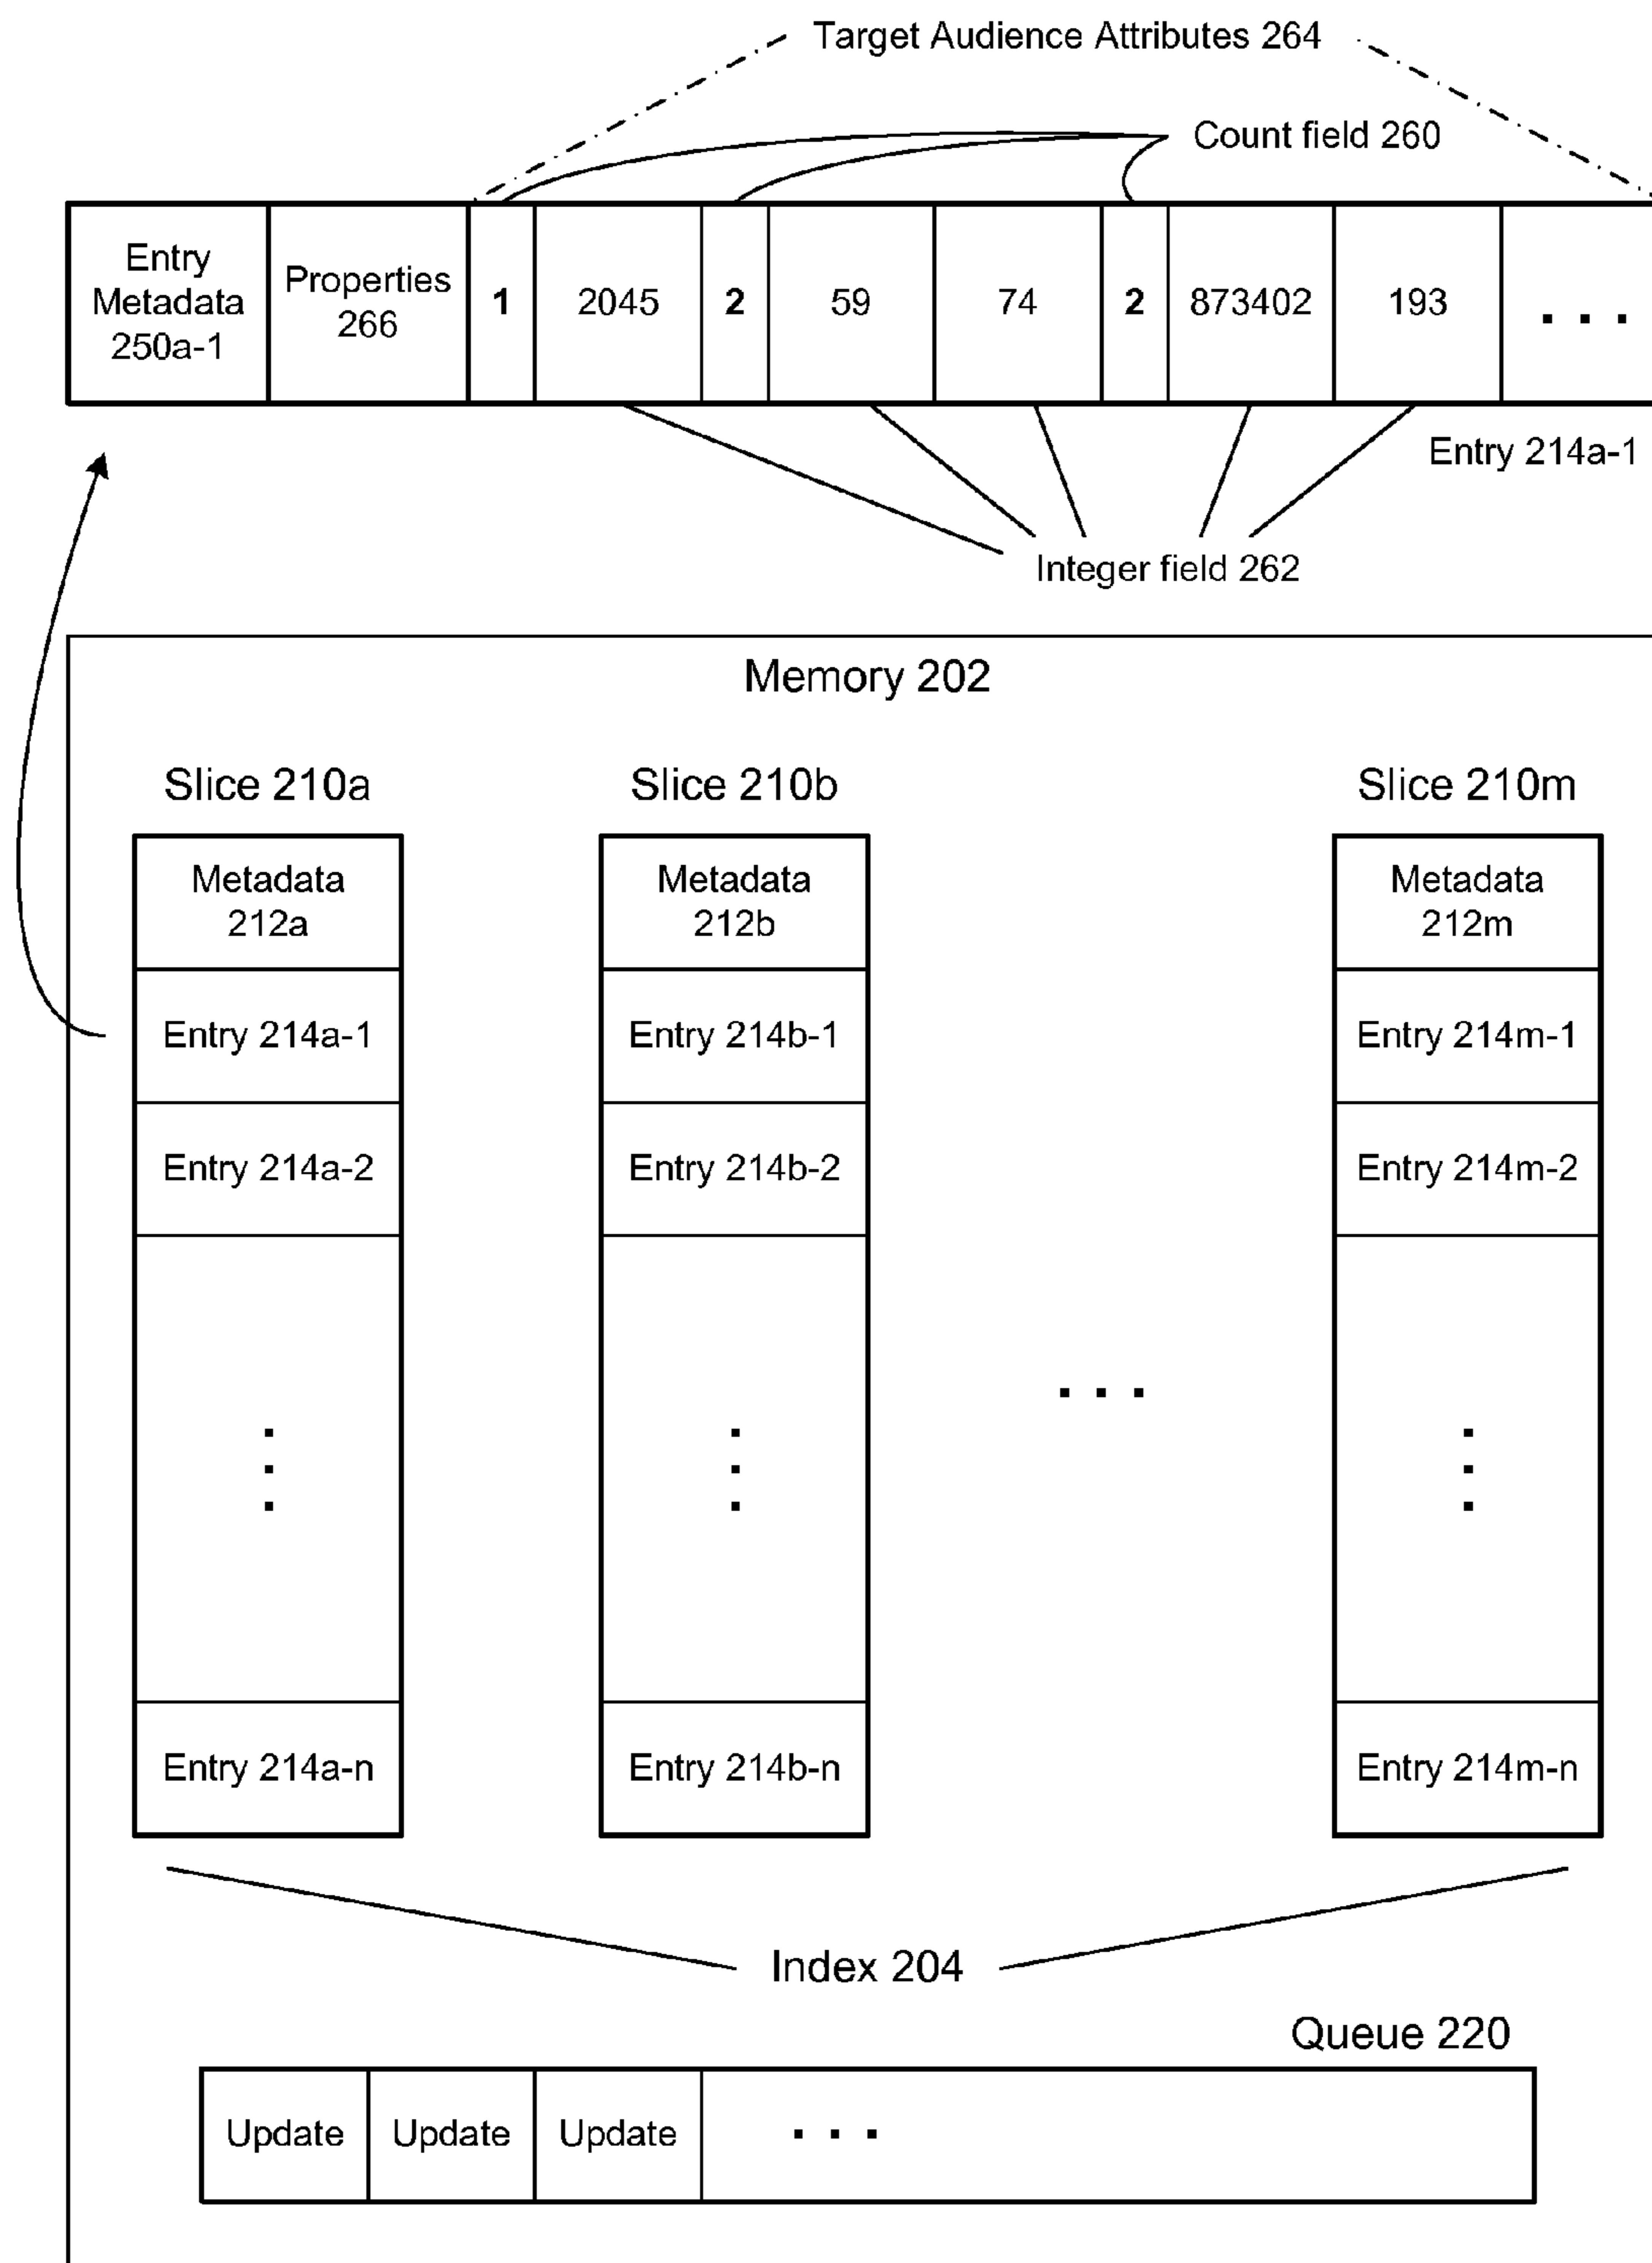 Target Audience Attributes 264
Count field 260
Entry
Metadata
250a-1
Properties
266
1
2045
2
59
74
2
873402
193
. . .
Entry 214a-1
Integer field 262
Memory 202
Slice 210a
Slice 210b
Slice 210m
Metadata
212a
Metadata
212b
Metadata
212m
Entry 214a-1
Entry 214b-1
Entry 214m-1
Entry 214a-2
Entry 214b-2
Entry 214m-2
. . .
Entry 214a-n
Entry 214b-n
Entry 214m-n
Index 204
Queue 220
Update
Update
Update
. . .